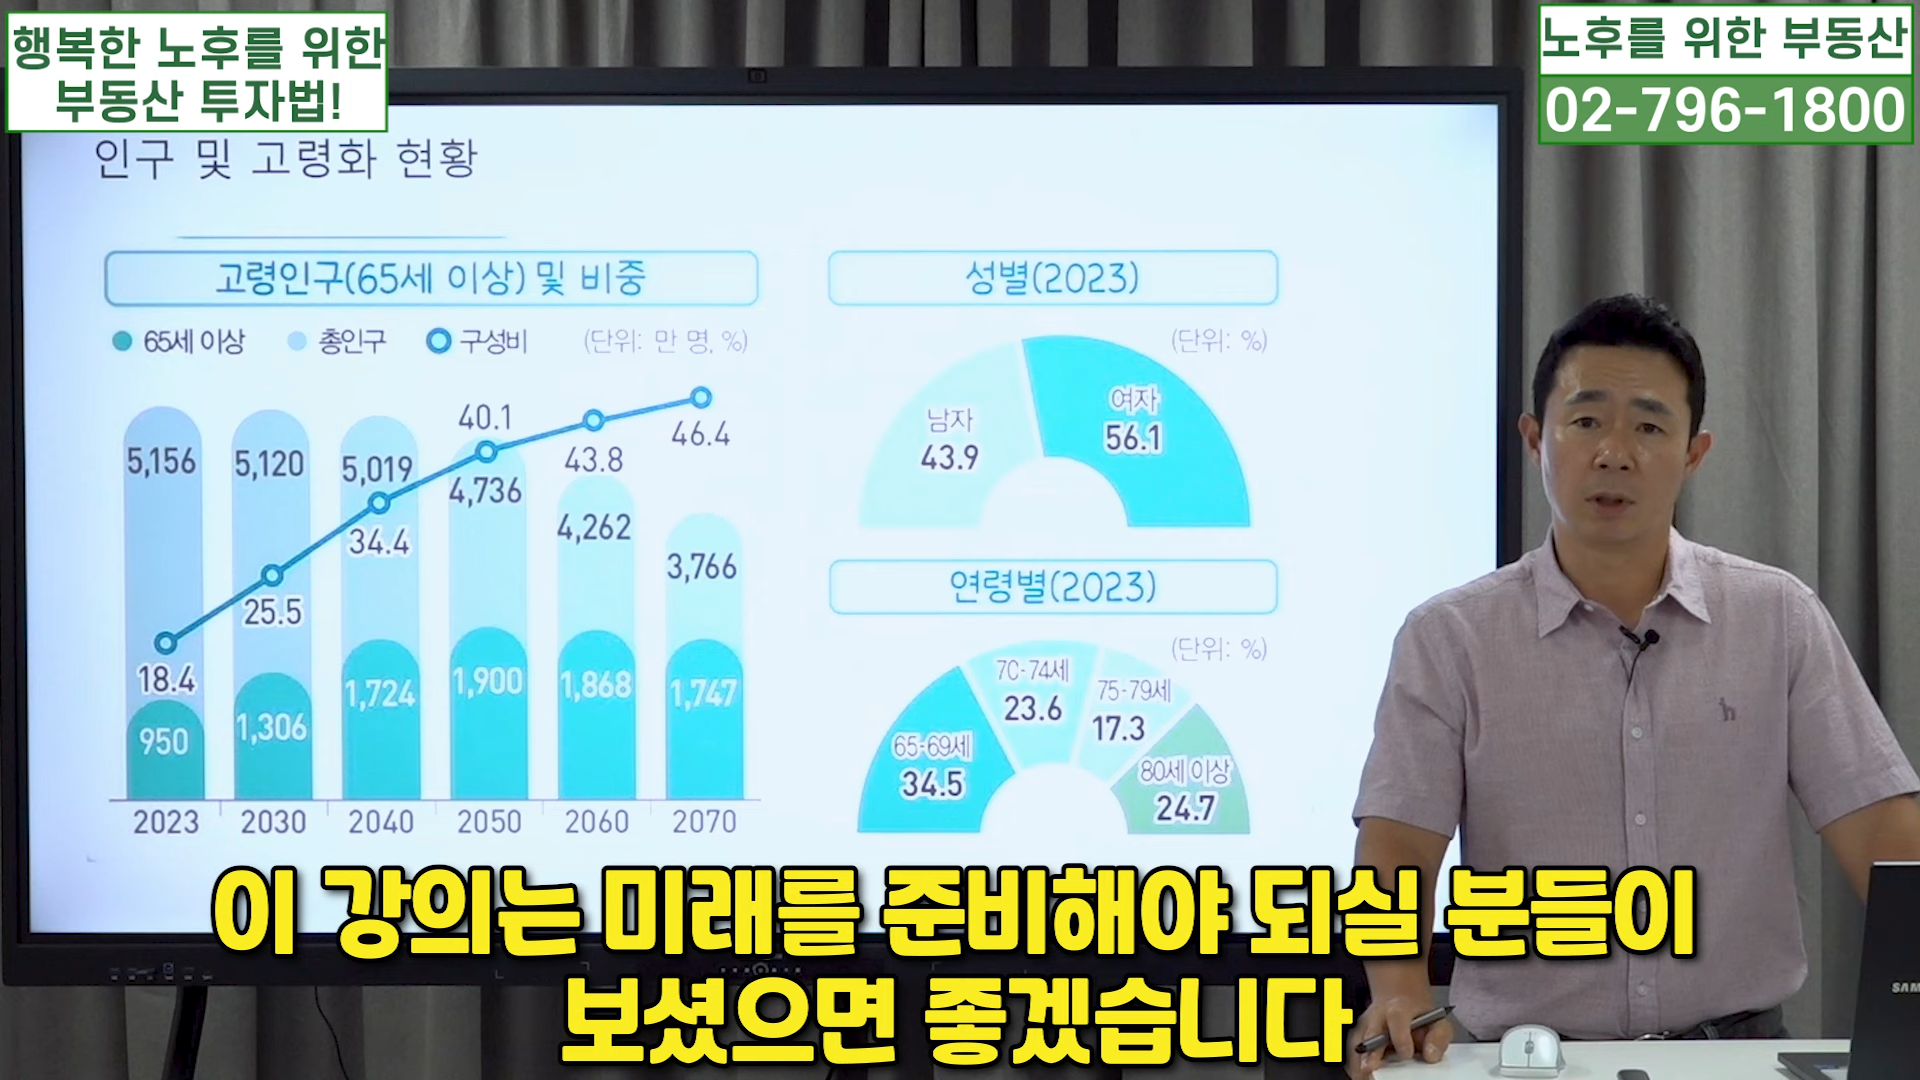 행복한 노후를 위한
부동산 투자법!
노후를 위한 부동산
02-796-1800
인구 및 고령화 현황
고령인구(65세 이상) 및 비중
65세 이상 총인구 구성비 (단위: 만 명, %)
5,156 5,120 5,019 4,736 4,262 3,766
18.4 25.5 34.4 40.1 43.8 46.4
950 1,306 1,724 1,900 1,868 1,747
2023 2030 2040 2050 2060 2070
성별(2023)
(단위: %)
남자
43.9
여자
56.1
연령별(2023)
(단위: %)
65-69세
34.5
70-74세
23.6
75-79세
17.3
80세 이상
24.7
이 강의는 미래를 준비해야 되실 분들이
보셨으면 좋겠습니다